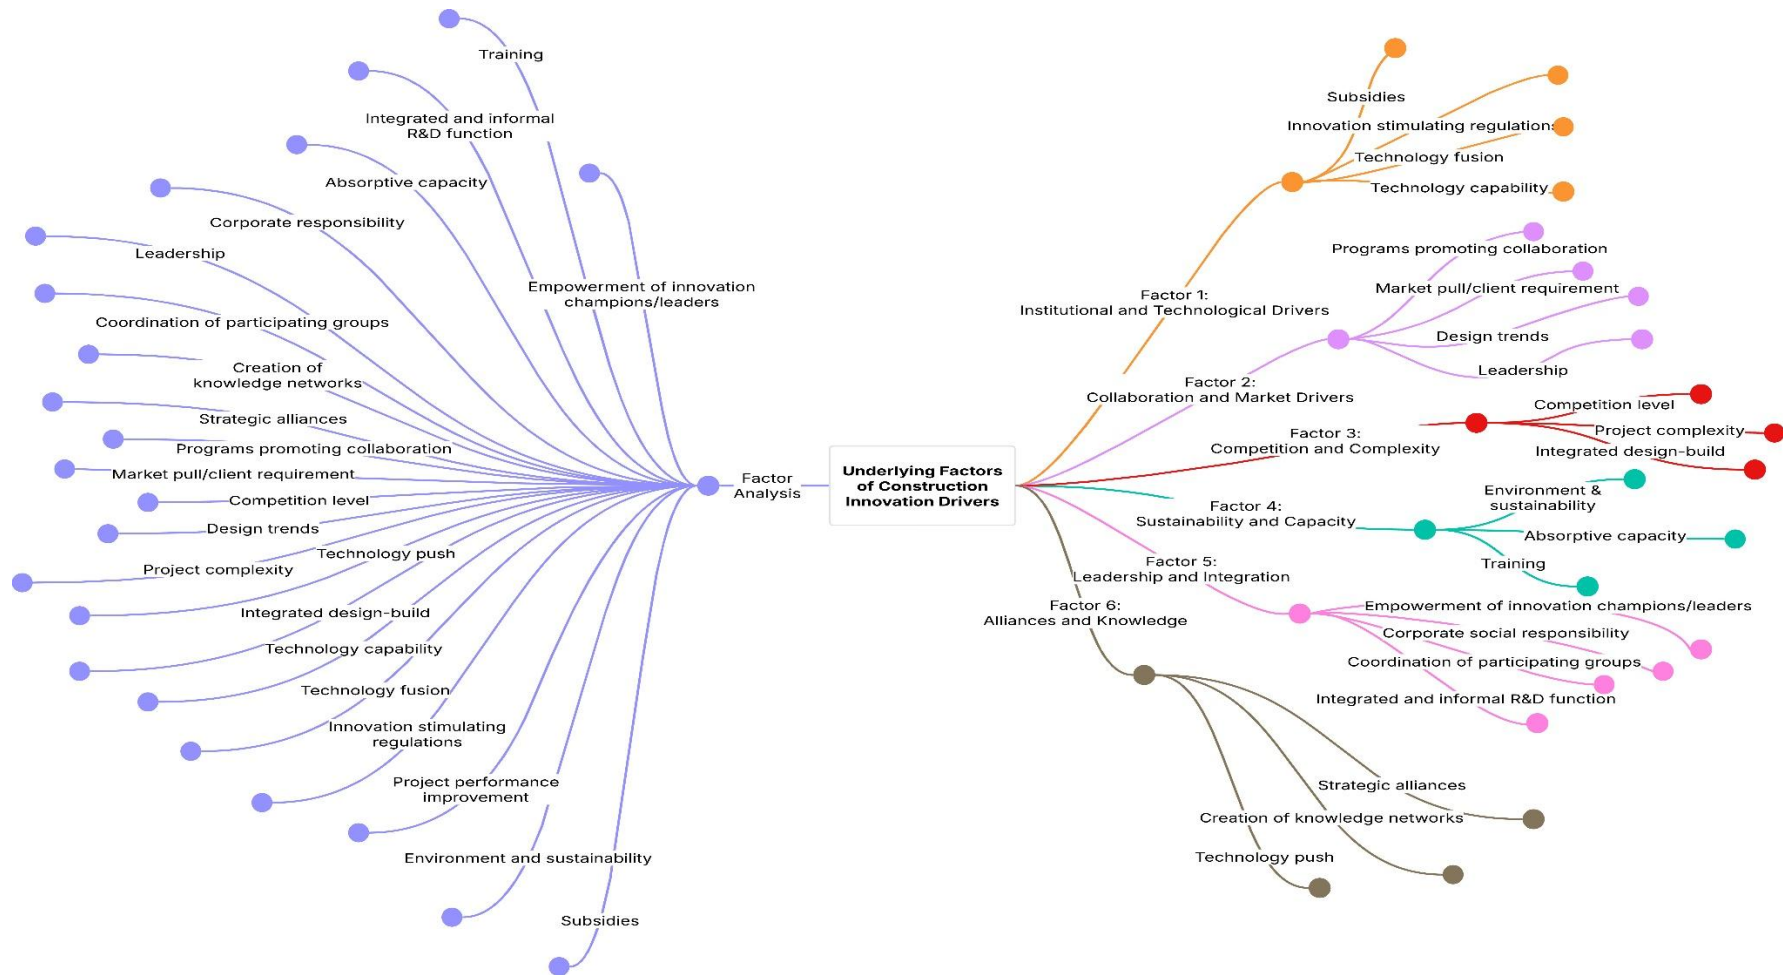 Training
Integrated and informal
R&D function
Absorptive capacity
Corporate responsibility
Leadership
Empowerment of innovation
champions/leaders
Coordination of participating groups
Creation of
knowledge networks
Strategic alliances
Programs promoting collaboration
Market pull/client requirement
Competition level
Design trends
Technology push
Project complexity
Integrated design-build
Technology capability
Technology fusion
Innovation stimulating
regulations
Project performance
improvement
Environment and sustainability
Subsidies
Factor
Analysis
Underlying Factors
of Construction
Innovation Drivers
Factor 1:
Institutional and Technological Drivers
Subsidies
Innovation stimulating regulations
Technology fusion
Technology capability
Factor 2:
Collaboration and Market Drivers
Programs promoting collaboration
Market pull/client requirement
Design trends
Leadership
Factor 3:
Competition and Complexity
Competition level
Project complexity
Integrated design-build
Factor 4:
Sustainability and Capacity
Environment &
sustainability
Absorptive capacity
Training
Factor 5:
Leadership and Integration
Empowerment of innovation champions/leaders
Corporate social responsibility
Coordination of participating groups
Integrated and informal R&D function
Factor 6:
Alliances and Knowledge
Strategic alliances
Creation of knowledge networks
Technology push